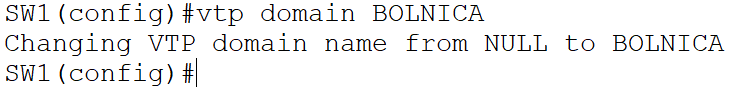 SW1(config)#vtp domain BOLNICA
Changing VTP domain name from NULL to BOLNICA
SW1(config)#